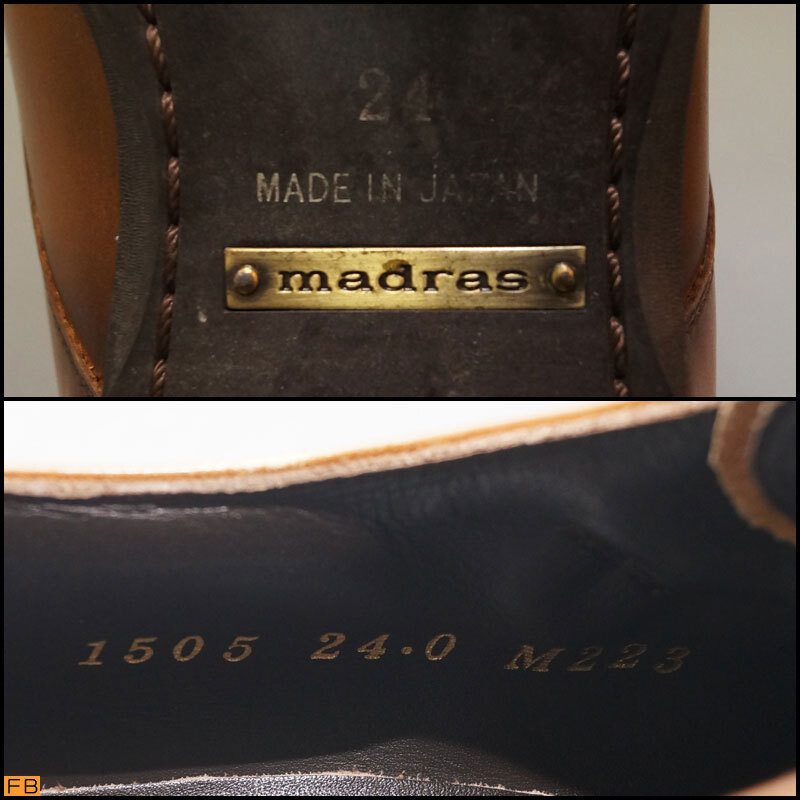 24
MADE IN JAPAN
madras
1505 24.0 M223
FB